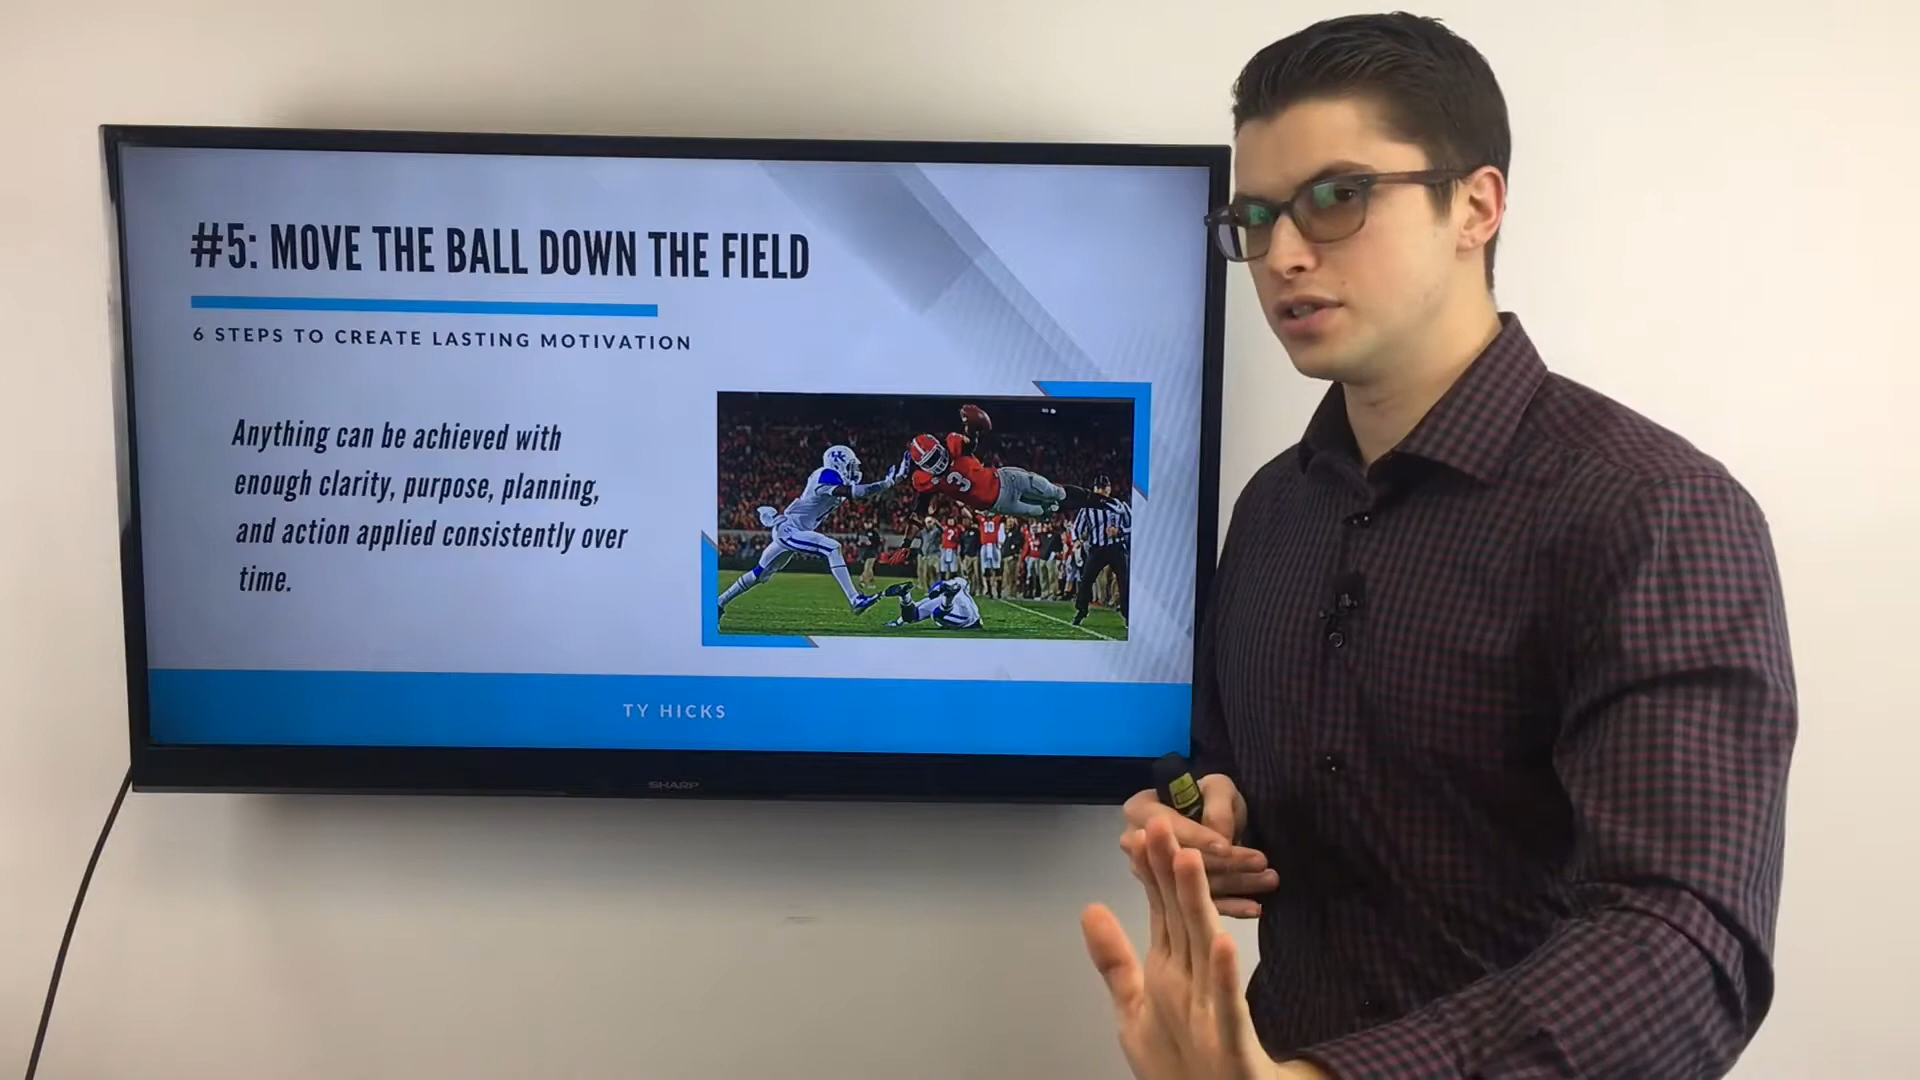 #5: MOVE THE BALL DOWN THE FIELD
6 STEPS TO CREATE LASTING MOTIVATION
Anything can be achieved with
enough clarity, purpose, planning,
and action applied consistently over
time.
3
TY HICKS
SHARP